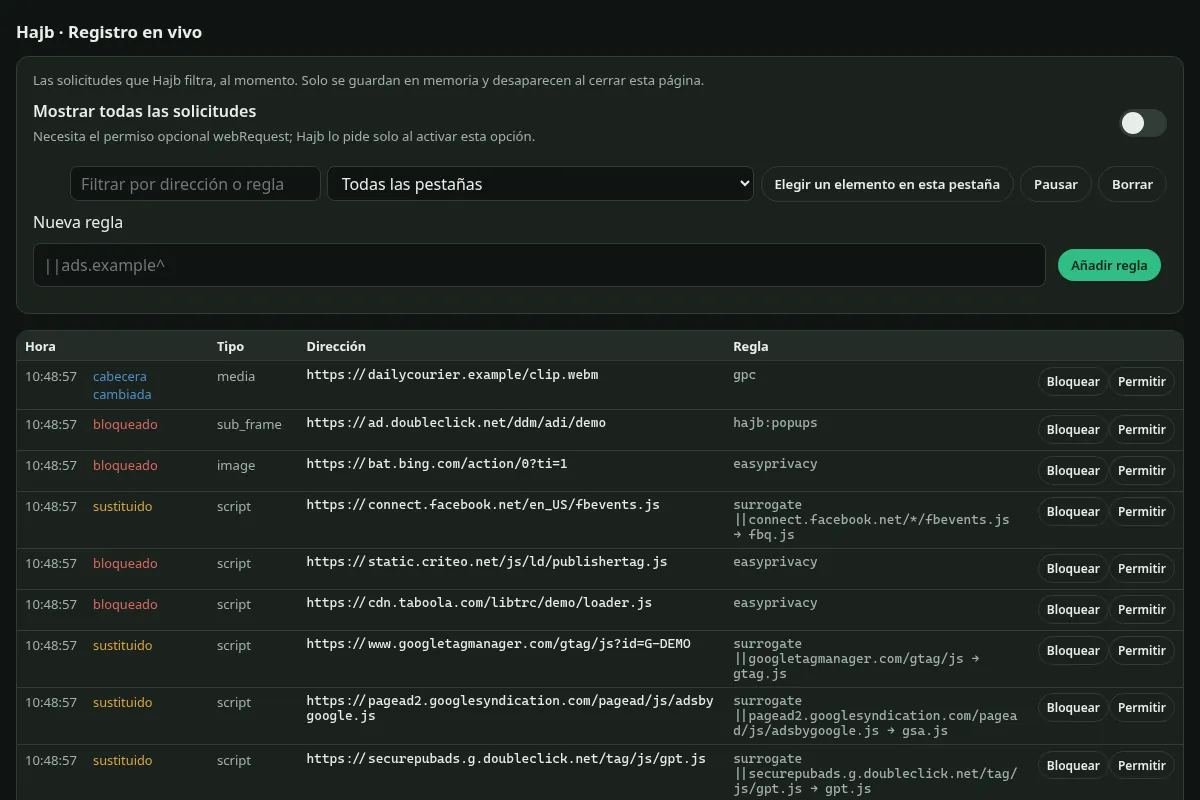 Hajb · Registro en vivo
Las solicitudes que Hajb filtra, al momento. Solo se guardan en memoria y desaparecen al cerrar esta página.
Mostrar todas las solicitudes
Necesita el permiso opcional webRequest; Hajb lo pide solo al activar esta opción.
Filtrar por dirección o regla Todas las pestañas Elegir un elemento en esta pestaña Pausar Borrar
Nueva regla
||ads.example^ Añadir regla
Hora Tipo Dirección Regla
10:48:57 cabecera media https://dailycourier.example/clip.webm gpc Bloquear Permitir
cambiada
10:48:57 bloqueado sub_frame https://ad.doubleclick.net/ddm/adi/demo hajb:popups Bloquear Permitir
10:48:57 bloqueado image https://bat.bing.com/action/0?ti=1 easyprivacy Bloquear Permitir
10:48:57 sustituido script https://connect.facebook.net/en_US/fbevents.js surrogate Bloquear Permitir
||connect.facebook.net/*/fbevents.js
→ fbq.js
10:48:57 bloqueado script https://static.criteo.net/js/ld/publishertag.js easyprivacy Bloquear Permitir
10:48:57 bloqueado script https://cdn.taboola.com/libtrc/demo/loader.js easyprivacy Bloquear Permitir
10:48:57 sustituido script https://www.googletagmanager.com/gtag/js?id=G-DEMO surrogate Bloquear Permitir
||googletagmanager.com/gtag/js →
gtag.js
10:48:57 sustituido script https://pagead2.googlesyndication.com/pagead/js/adsby surrogate Bloquear Permitir
google.js ||pagead2.googlesyndication.com/pagea
d/js/adsbygoogle.js → gsa.js
10:48:57 sustituido script https://securepubads.g.doubleclick.net/tag/js/gpt.js surrogate Bloquear Permitir
||securepubads.g.doubleclick.net/tag/
js/gpt.js → gpt.js